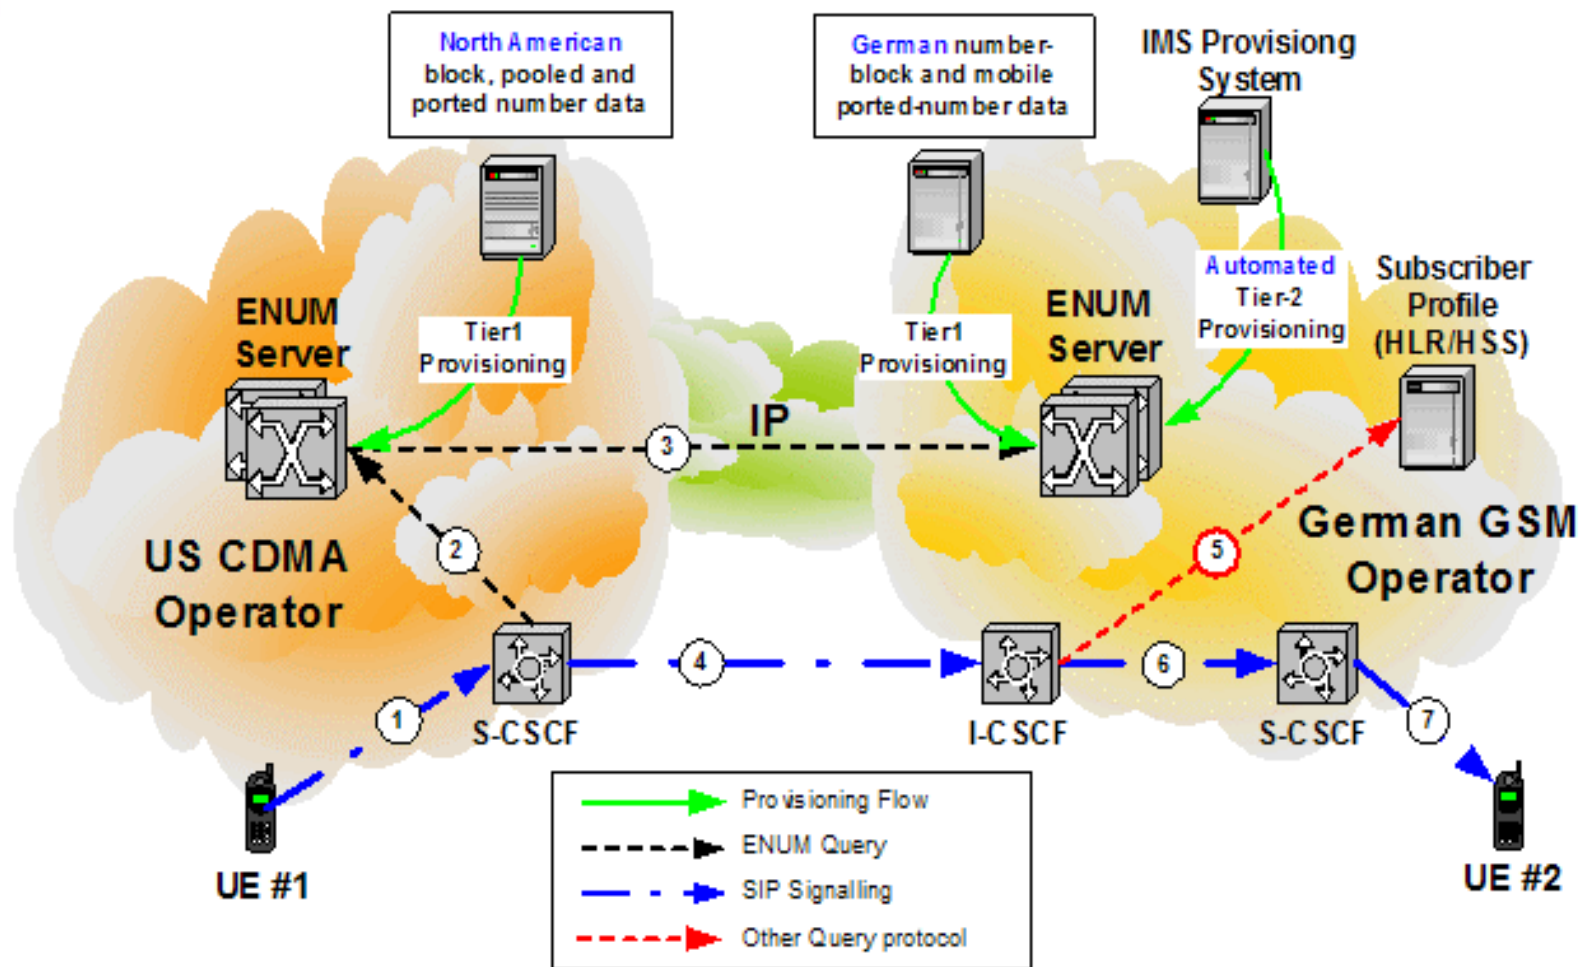 North American
block, pooled and
ported number data
German number-
block and mobile
ported-number data
IMS Provisiong
System
ENUM
Server
Tier1
Provisioning
Tier1
Provisioning
ENUM
Server
Automated
Tier-2
Provisioning
Subscriber
Profile
(HLR/HSS)
IP
3
2
5
US CDMA
Operator
German GSM
Operator
4
6
1
7
S-CSCF
I-CSCF
S-CSCF
UE #1
UE #2
Provisioning Flow
ENUM Query
SIP Signalling
Other Query protocol